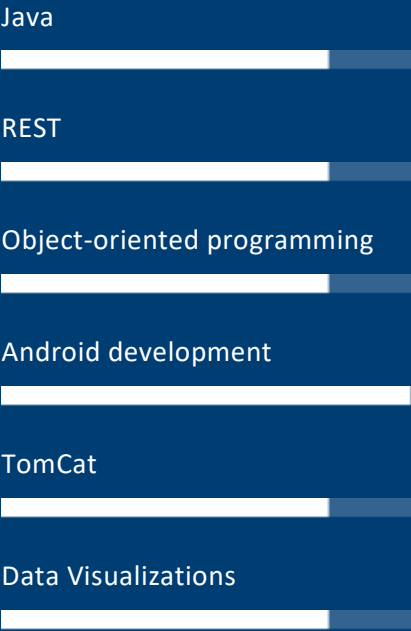 Java
REST
Object-oriented programming
Android development
TomCat
Data Visualizations